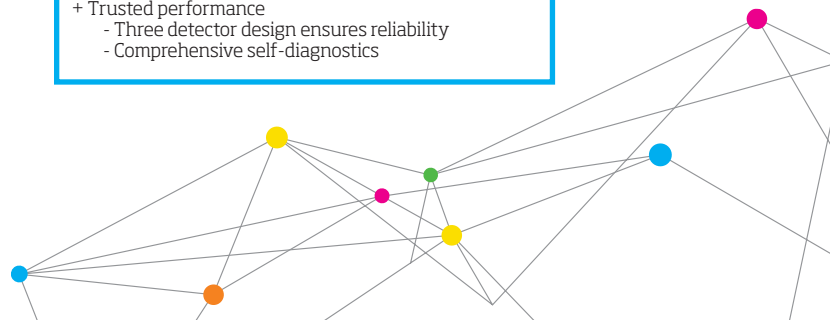 + Trusted performance
- Three detector design ensures reliability
- Comprehensive self-diagnostics